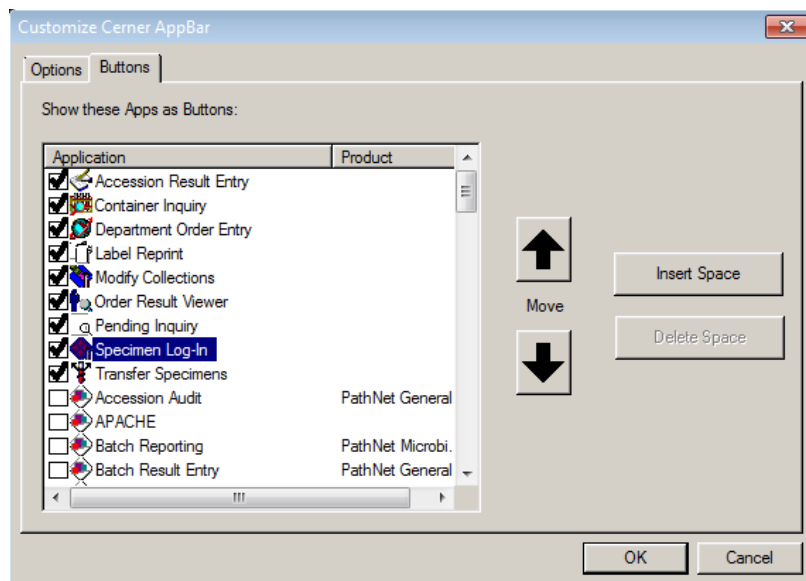 Customize Cerner AppBar
Options Buttons
Show these Apps as Buttons:
Application Product
Accession Result Entry
Container Inquiry
Department Order Entry
Label Reprint
Modify Collections
Order Result Viewer
Pending Inquiry
Specimen Log-In
Transfer Specimens
Accession Audit PathNet General
APACHE
Batch Reporting PathNet Microbi.
Batch Result Entry PathNet General
Move
Insert Space
Delete Space
OK Cancel